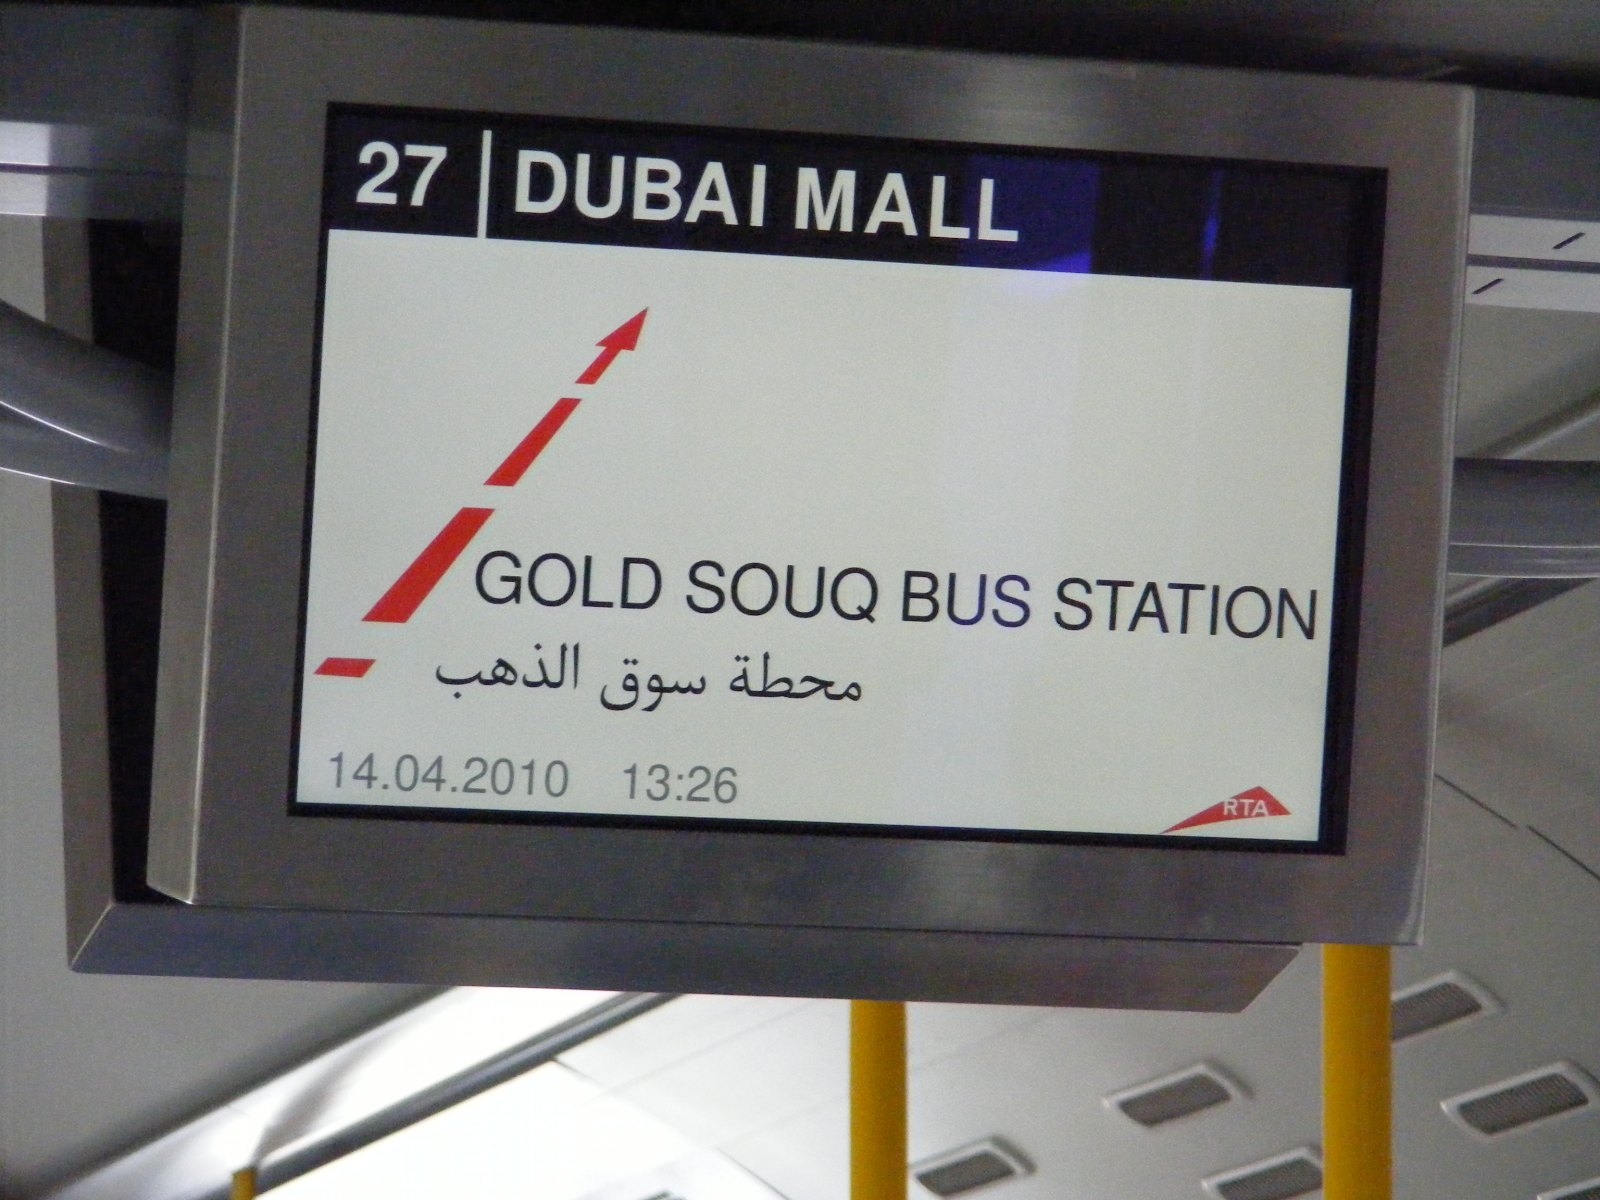 27 DUBAI MALL
GOLD SOUQ BUS STATION
محطة سوق الذهب
14.04.2010 13:26
RTA